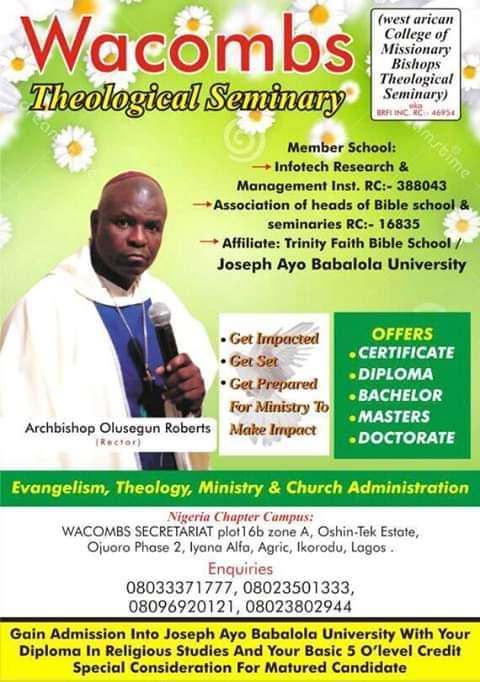 Wacombs
Theological Seminary
(west arican
College of
Missionary
Bishops
Theological
Seminary)
aka
BRFI INC. RC:- 46954
Member School:
Infotech Research &
Management Inst. RC:- 388043
Association of heads of Bible school &
seminaries RC:- 16835
Affiliate: Trinity Faith Bible School /
Joseph Ayo Babalola University
• Get Impacted
• Get Set
• Get Prepared
For Ministry To
Make Impact
OFFERS
• CERTIFICATE
• DIPLOMA
• BACHELOR
• MASTERS
• DOCTORATE
Archbishop Olusegun Roberts
(Rector)
Evangelism, Theology, Ministry & Church Administration
Nigeria Chapter Campus:
WACOMBS SECRETARIAT plot16b zone A, Oshin-Tek Estate,
Ojuoro Phase 2, Iyana Alfa, Agric, Ikorodu, Lagos .
Enquiries
08033371777, 08023501333,
08096920121, 08023802944
Gain Admission Into Joseph Ayo Babalola University With Your
Diploma In Religious Studies And Your Basic 5 O'level Credit
Special Consideration For Matured Candidate